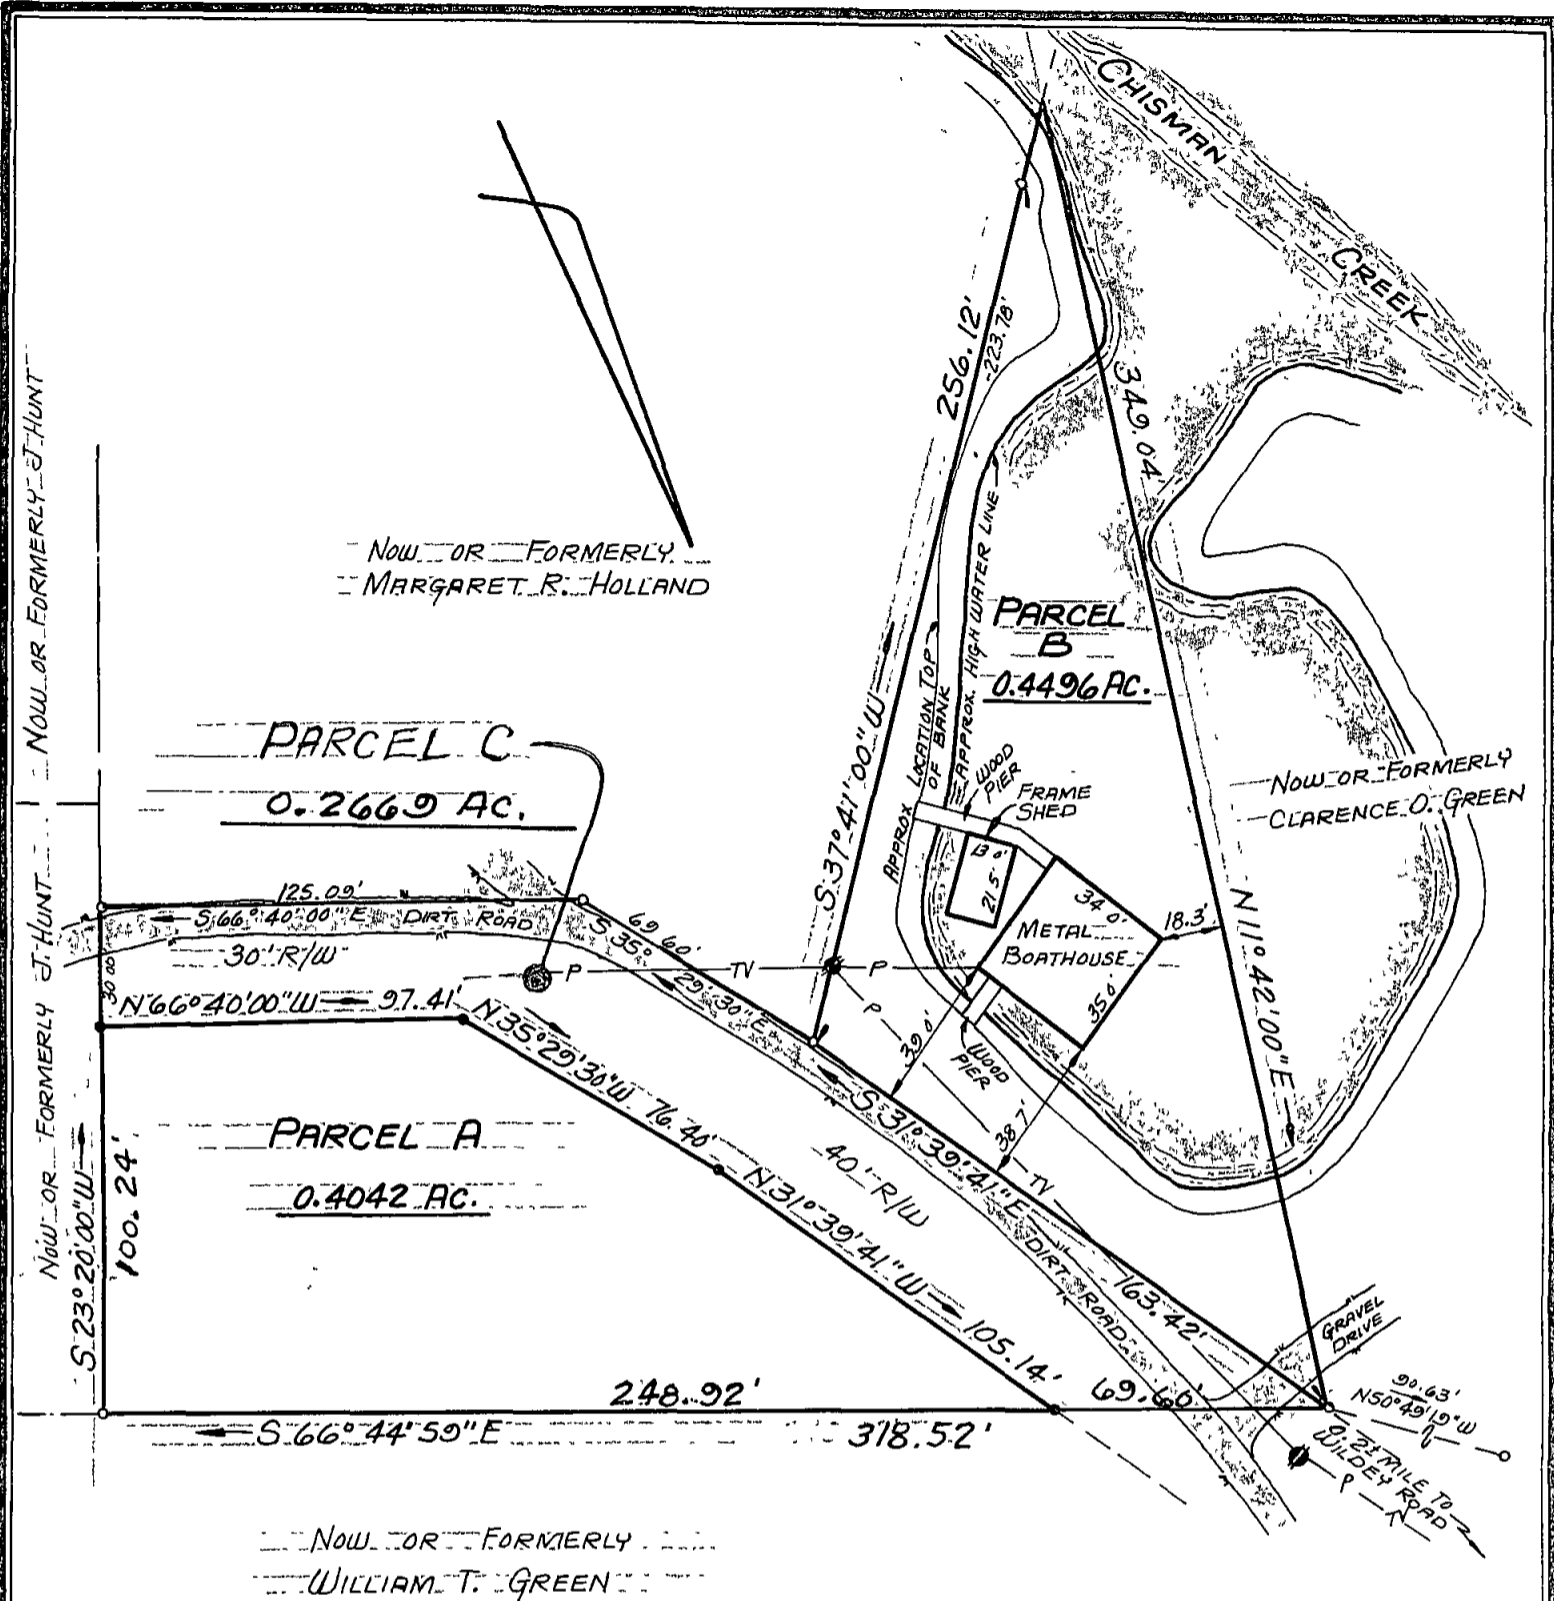 CHISMAN
CREEK
256.12'
223.78'
349.04'
NOW OR FORMERLY J. HUNT
NOW OR FORMERLY
MARGARET R. HOLLAND
PARCEL
B
0.4496 AC.
APPROX. HIGH WATER LINE
APPROX LOCATION TOP
OF BANK
S 37° 41' 00" W
PARCEL C
0.2669 AC.
WOOD
PIER
FRAME
SHED
13.0'
21.5'
NOW OR FORMERLY
CLARENCE O. GREEN
34.0'
18.3'
METAL
BOATHOUSE
35.0'
N 11° 42' 00" E
125.09'
S 66° 40' 00" E DIRT ROAD
30' R/W
30.00'
69.60'
S 35° 29' 30" E
P
TV
P
P
N 66° 40' 00" W 97.41'
N 35° 29' 30" W 76.40'
39.0'
WOOD
PIER
38.7'
NOW OR FORMERLY J. HUNT
S 23° 20' 00" W
100.24'
PARCEL A
0.4042 AC.
S 31° 39' 41" E
163.42'
TV
40' R/W
DIRT ROAD
N 31° 39' 41" W 105.14'
GRAVEL
DRIVE
248.92'
69.60'
S 66° 44' 59" E
318.52'
90.63'
N 50° 49' 19" W
0.2± MILE TO
WILDEY ROAD
P
TV
NOW OR FORMERLY
WILLIAM T. GREEN